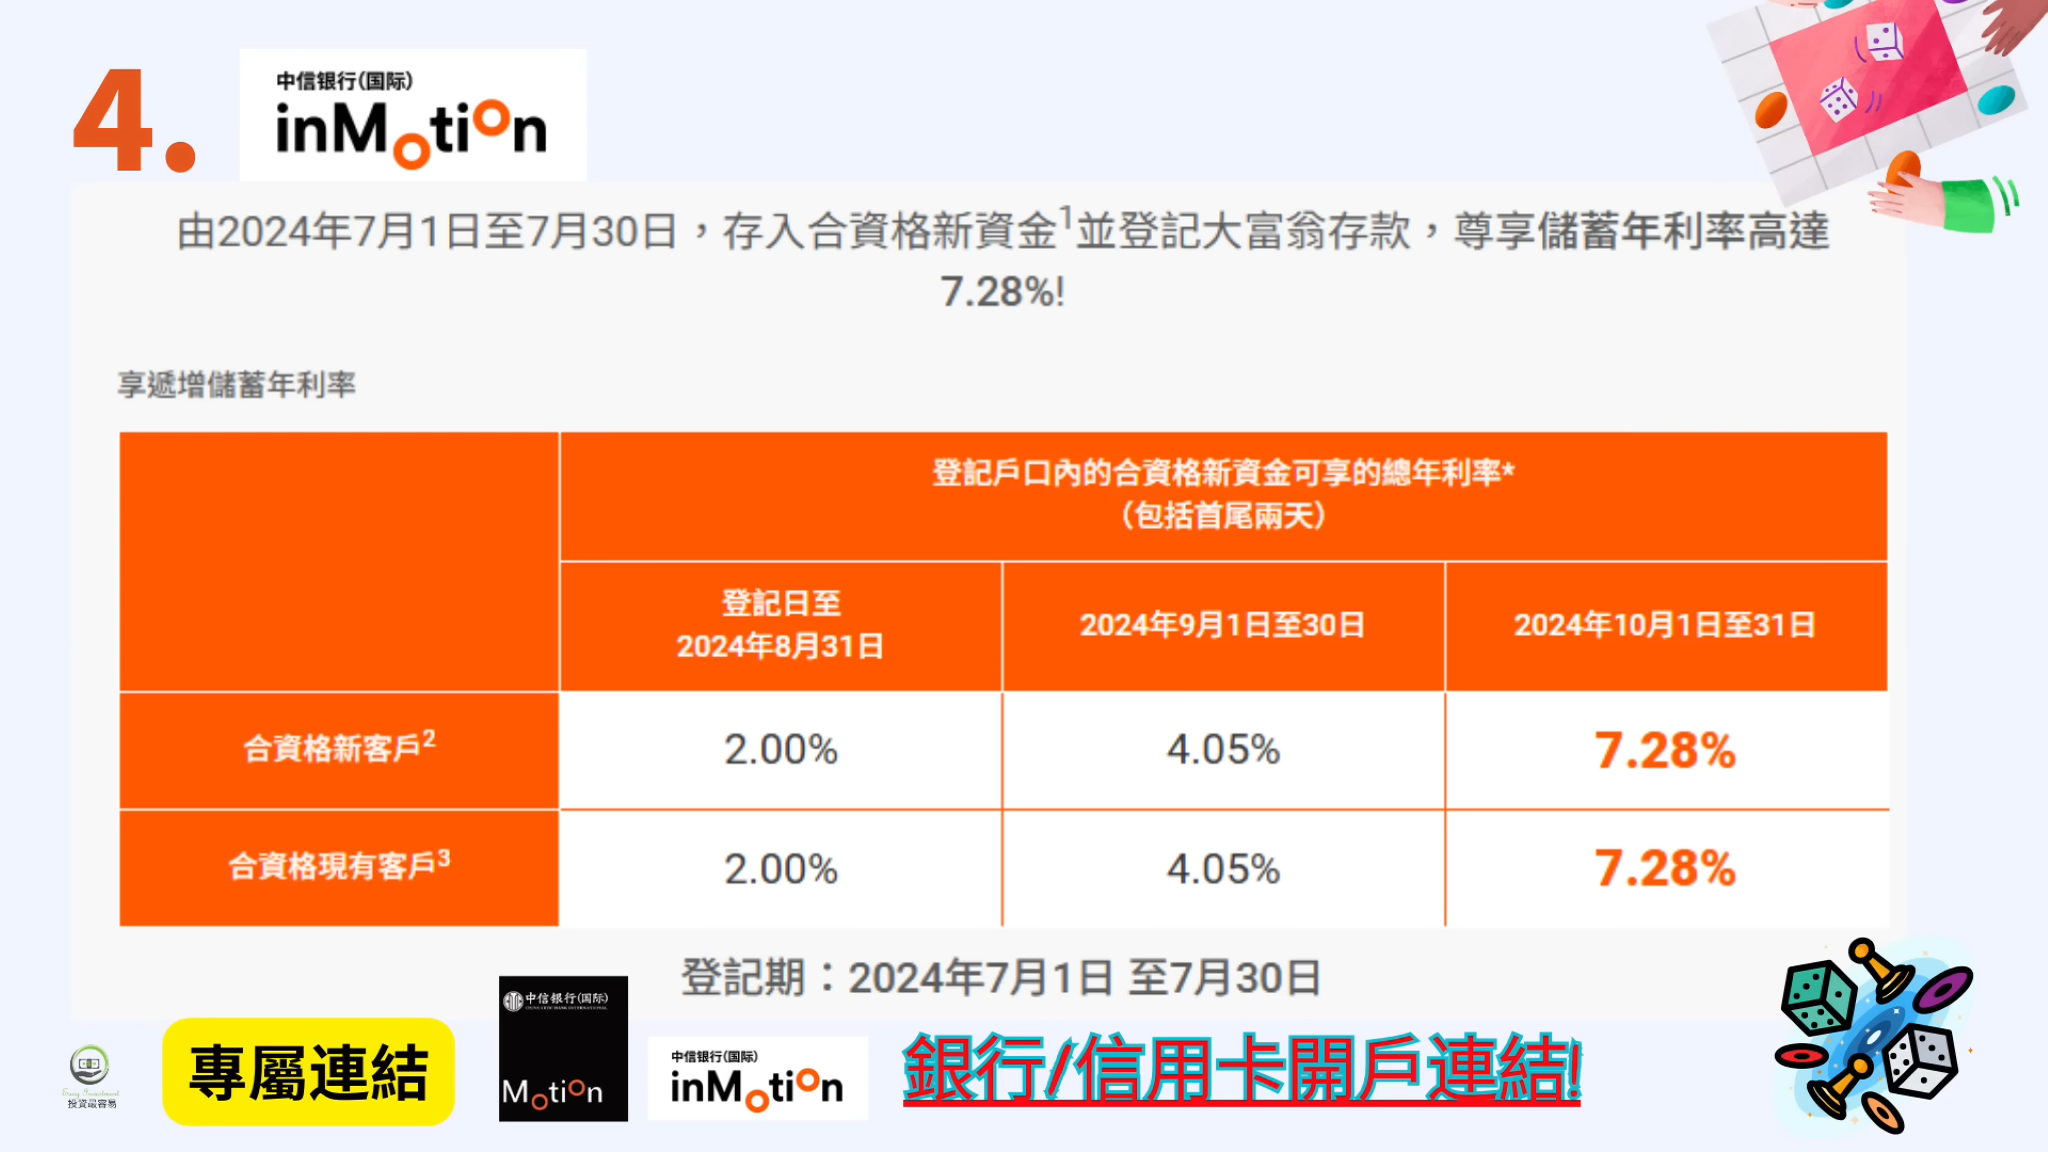 4.
中信银行(国际)
inMotion
由2024年7月1日至7月30日，存入合資格新資金1並登記大富翁存款，尊享儲蓄年利率高達
7.28%!
享遞增儲蓄年利率
登記戶口內的合資格新資金可享的總年利率*
（包括首尾兩天）
登記日至
2024年8月31日
2024年9月1日至30日
2024年10月1日至31日
合資格新客戶2
2.00%
4.05%
7.28%
合資格現有客戶3
2.00%
4.05%
7.28%
登記期：2024年7月1日 至7月30日
投資最容易
專屬連結
中信银行(国际)
Motion
中信银行(国际)
inMotion
銀行/信用卡開戶連結!